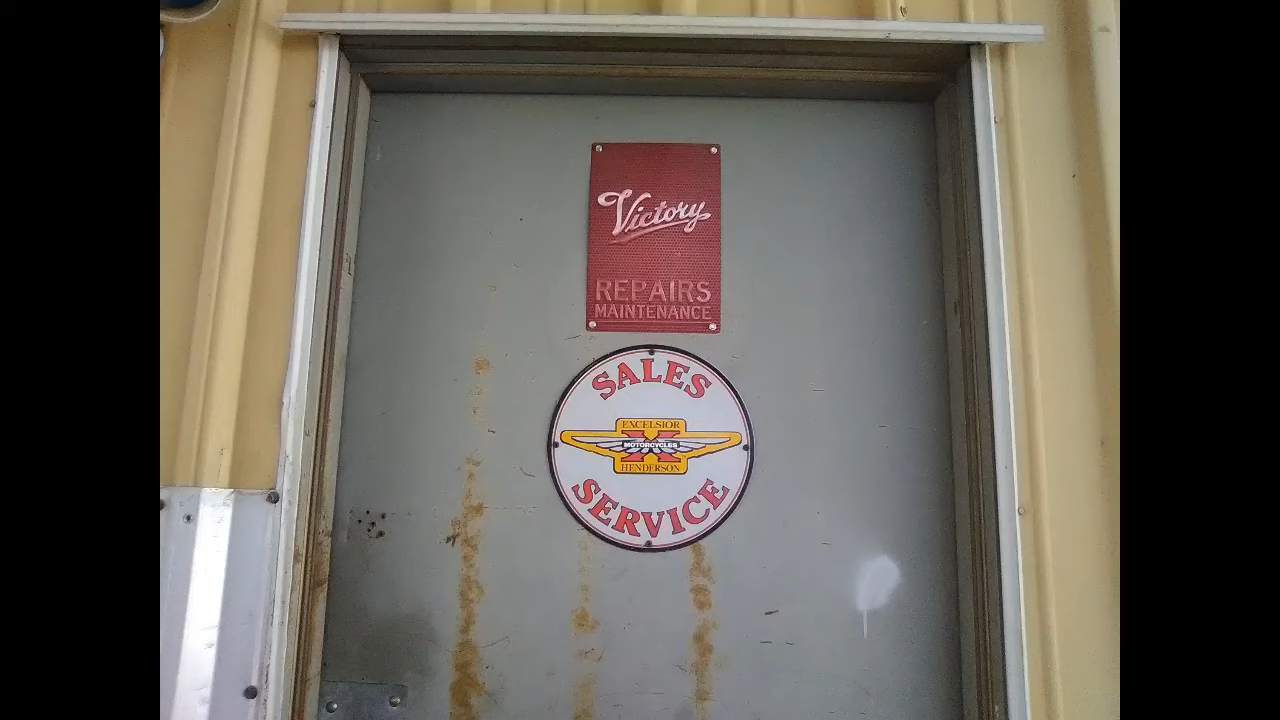 Victory
REPAIRS
MAINTENANCE
SALES
EXCELSIOR
X
MOTORCYCLES
HENDERSON
SERVICE